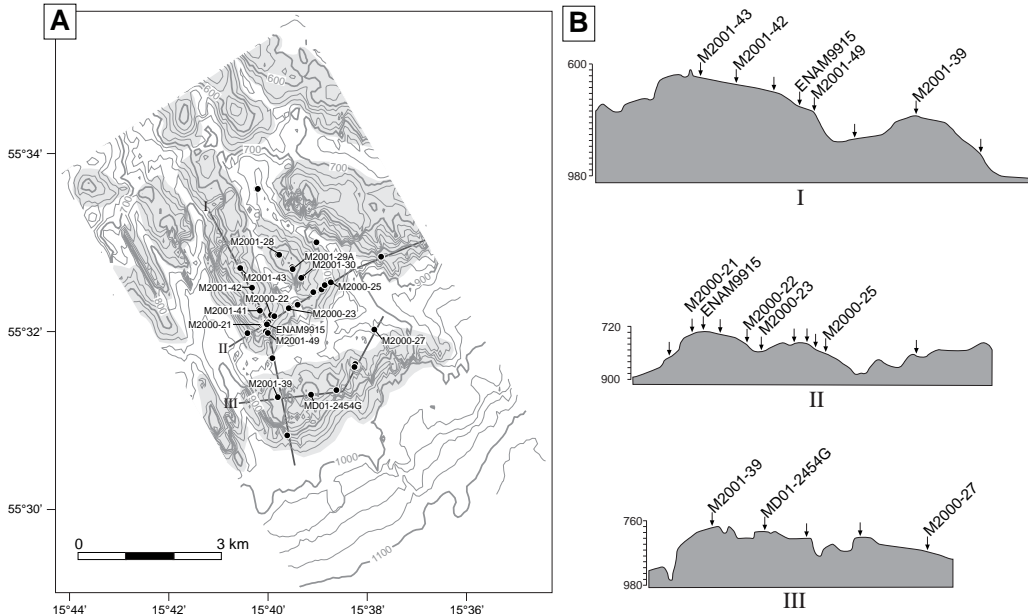 A
600
600
55°34'
700
700
I
M2001-28
M2001-29A
M2001-30
M2001-43
M2001-42
M2000-22
M2000-25
900
M2001-41
M2000-23
M2000-21
ENAM9915
55°32'
II
M2001-49
M2000-27
M2001-39
III
MD01-2454G
1000
55°30'
1100
0 3 km
15°44' 15°42' 15°40' 15°38' 15°36'
B
M2001-43
M2001-42
ENAM9915
M2001-49
M2001-39
600
980
I
M2000-21
ENAM9915
M2000-22
M2000-23
M2000-25
720
900
II
M2001-39
MD01-2454G
M2000-27
760
980
III